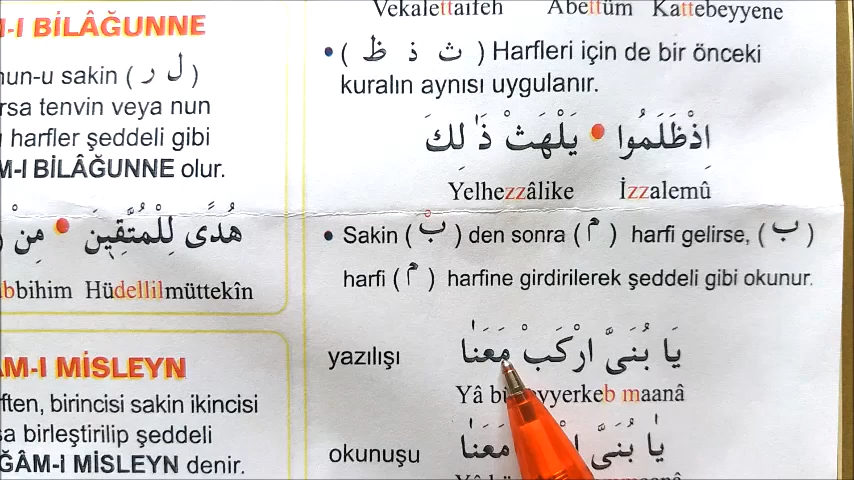 -I BİLÂĞUNNE
nun-u sakin ( ل ر )
rsa tenvin veya nun
harfler şeddeli gibi
M-I BİLÂĞUNNE olur.
هُدًى لِلْمُتَّقِينَ • مِنْ
bbihim Hüdellilmüttekîn
M-I MİSLEYN
ften, birincisi sakin ikincisi
sa birleştirilip şeddeli
ĞÂM-i MİSLEYN denir.
Vekalettaifeh Abettüm Kattebeyyene
• ( ث ذ ظ ) Harfleri için de bir önceki
kuralın aynısı uygulanır.
اِذْظَلَمُوا • يَلْهَثْ ذٰلِكَ
Yelhezzâlike İzzalemû
• Sakin ( بْ ) den sonra ( م ) harfi gelirse, ( ب )
harfi ( م ) harfine girdirilerek şeddeli gibi okunur.
yazılışı يَا بُنَىَّ ارْكَبْ مَعَنَا
Yâ maanâ
okunuşu يَا بُنَىَّ مَعَنَا